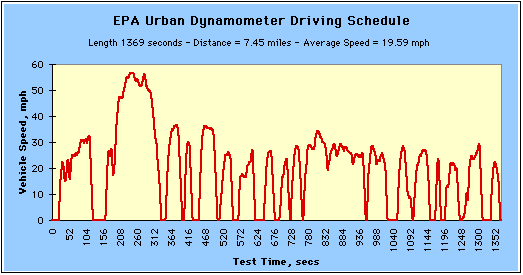 EPA Urban Dynamometer Driving Schedule
Length 1369 seconds - Distance = 7.45 miles - Average Speed = 19.59 mph
Vehicle Speed, mph
60
50
40
30
20
10
0
0 52 104 156 208 260 312 364 416 468 520 572 624 676 728 780 832 884 936 988 1040 1092 1144 1196 1248 1300 1352
Test Time, secs